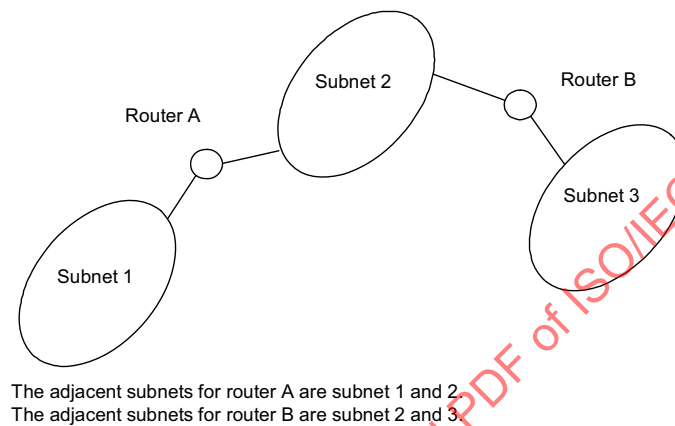 Subnet 2
Router B
Router A
Subnet 3
Subnet 1
The adjacent subnets for router A are subnet 1 and 2.
The adjacent subnets for router B are subnet 2 and 3.
PDF of ISO/IEC